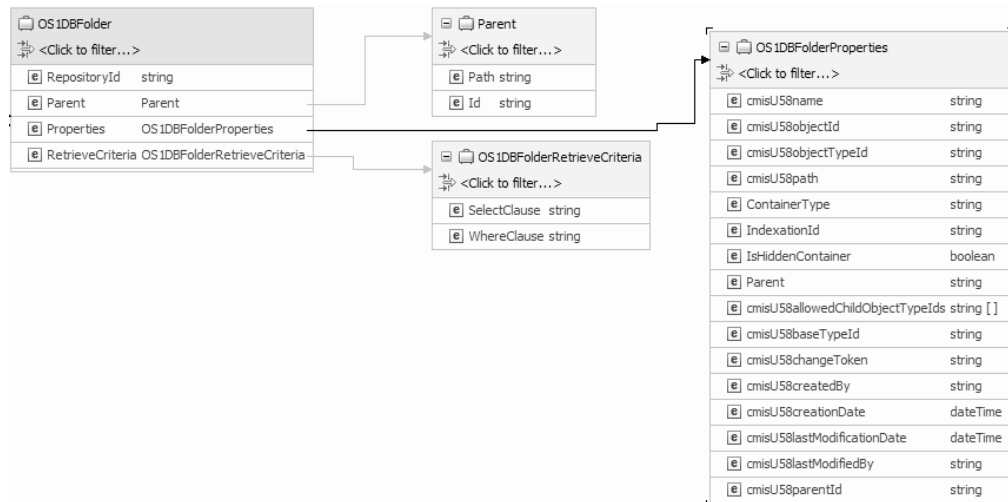 OS1DBFolder
<Click to filter...>
e RepositoryId string
e Parent Parent
e Properties OS1DBFolderProperties
e RetrieveCriteria OS1DBFolderRetrieveCriteria
Parent
<Click to filter...>
e Path string
e Id string
OS1DBFolderRetrieveCriteria
<Click to filter...>
e SelectClause string
e WhereClause string
OS1DBFolderProperties
<Click to filter...>
e cmisU58name string
e cmisU58objectId string
e cmisU58objectTypeId string
e cmisU58path string
e ContainerType string
e IndexationId string
e IsHiddenContainer boolean
e Parent string
e cmisU58allowedChildObjectTypeIds string []
e cmisU58baseTypeId string
e cmisU58changeToken string
e cmisU58createdBy string
e cmisU58creationDate dateTime
e cmisU58lastModificationDate dateTime
e cmisU58lastModifiedBy string
e cmisU58parentId string